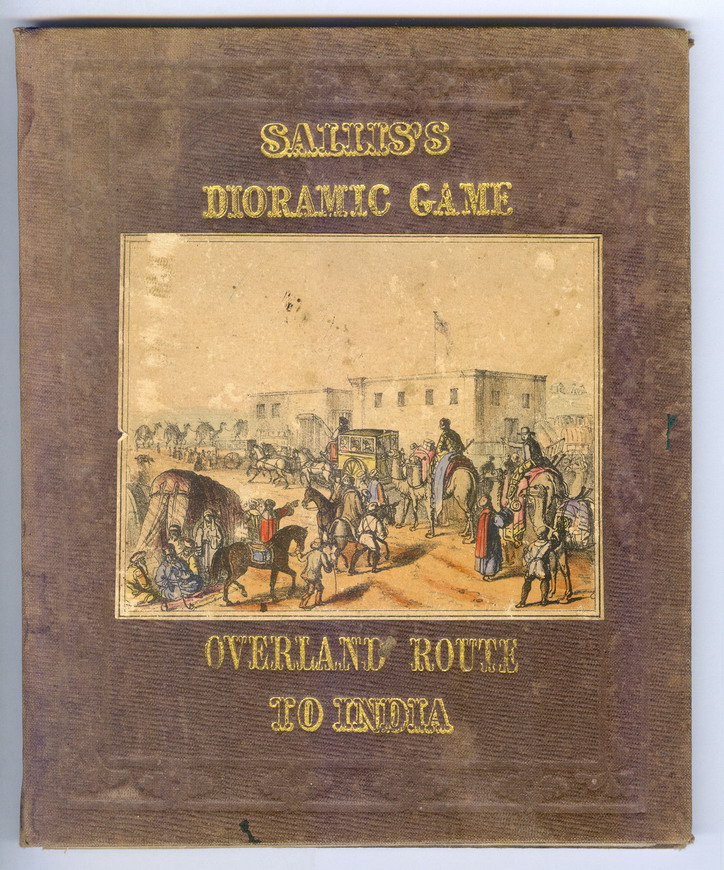 SALLIS'S
DIORAMIC GAME
OVERLAND ROUTE
TO INDIA